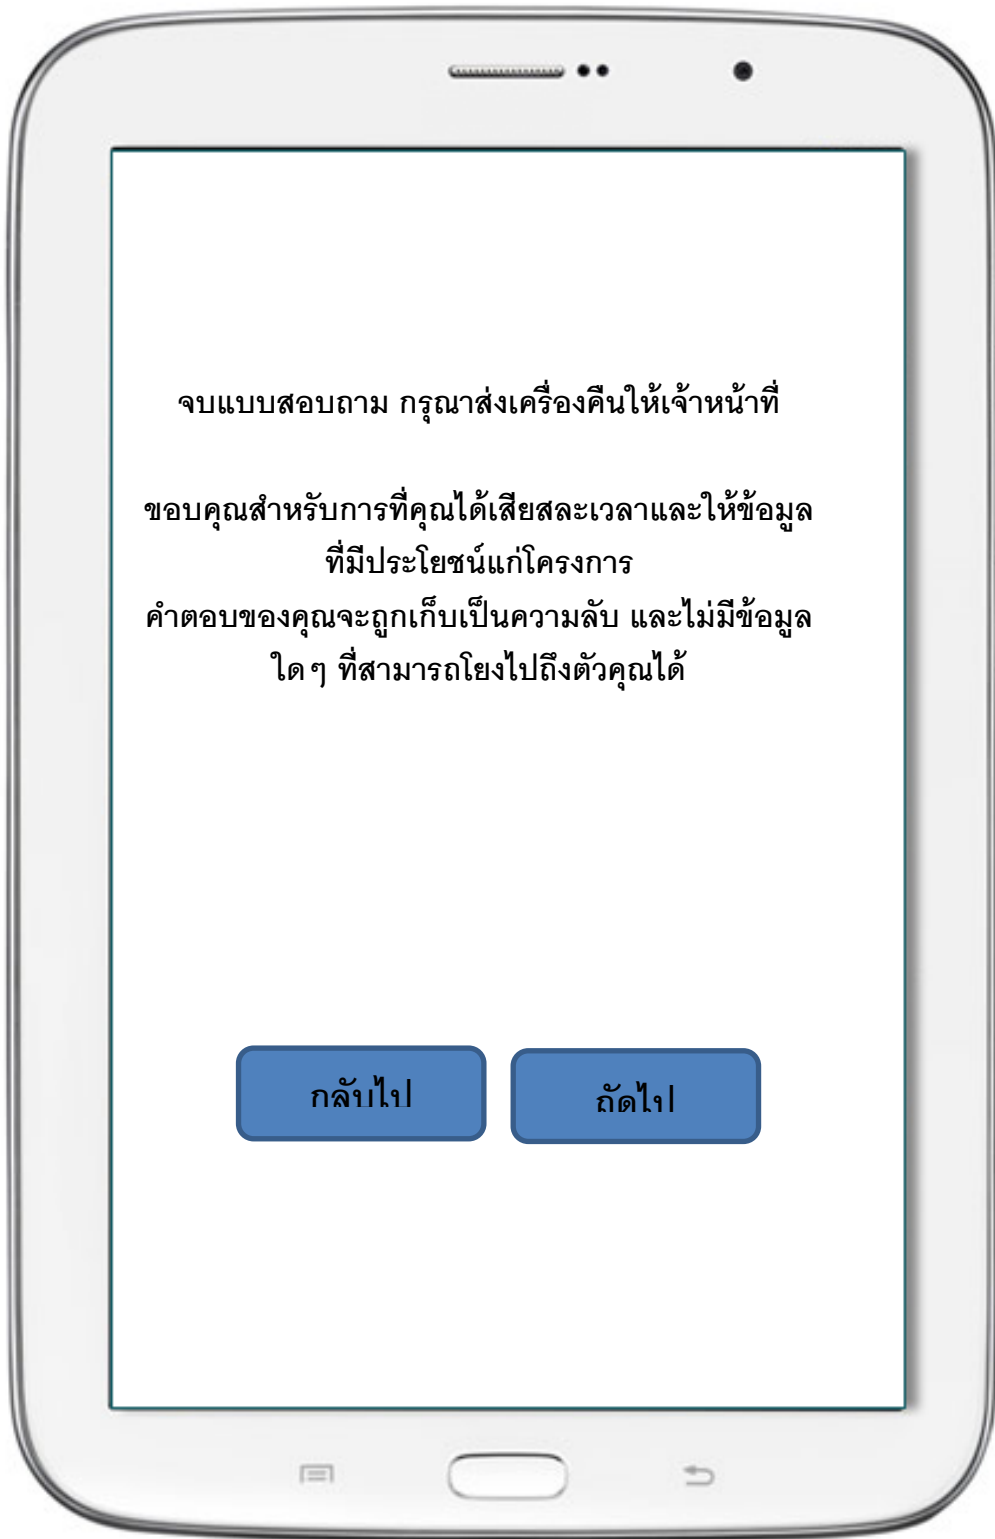 จบแบบสอบถาม กรุณาส่งเครื่องคืนให้เจ้าหน้าที่
ขอบคุณสำหรับการที่คุณได้เสียสละเวลาและให้ข้อมูล
ที่มีประโยชน์แก่โครงการ
คำตอบของคุณจะถูกเก็บเป็นความลับ และไม่มีข้อมูล
ใดๆ ที่สามารถโยงไปถึงตัวคุณได้
กลับไป
ถัดไป